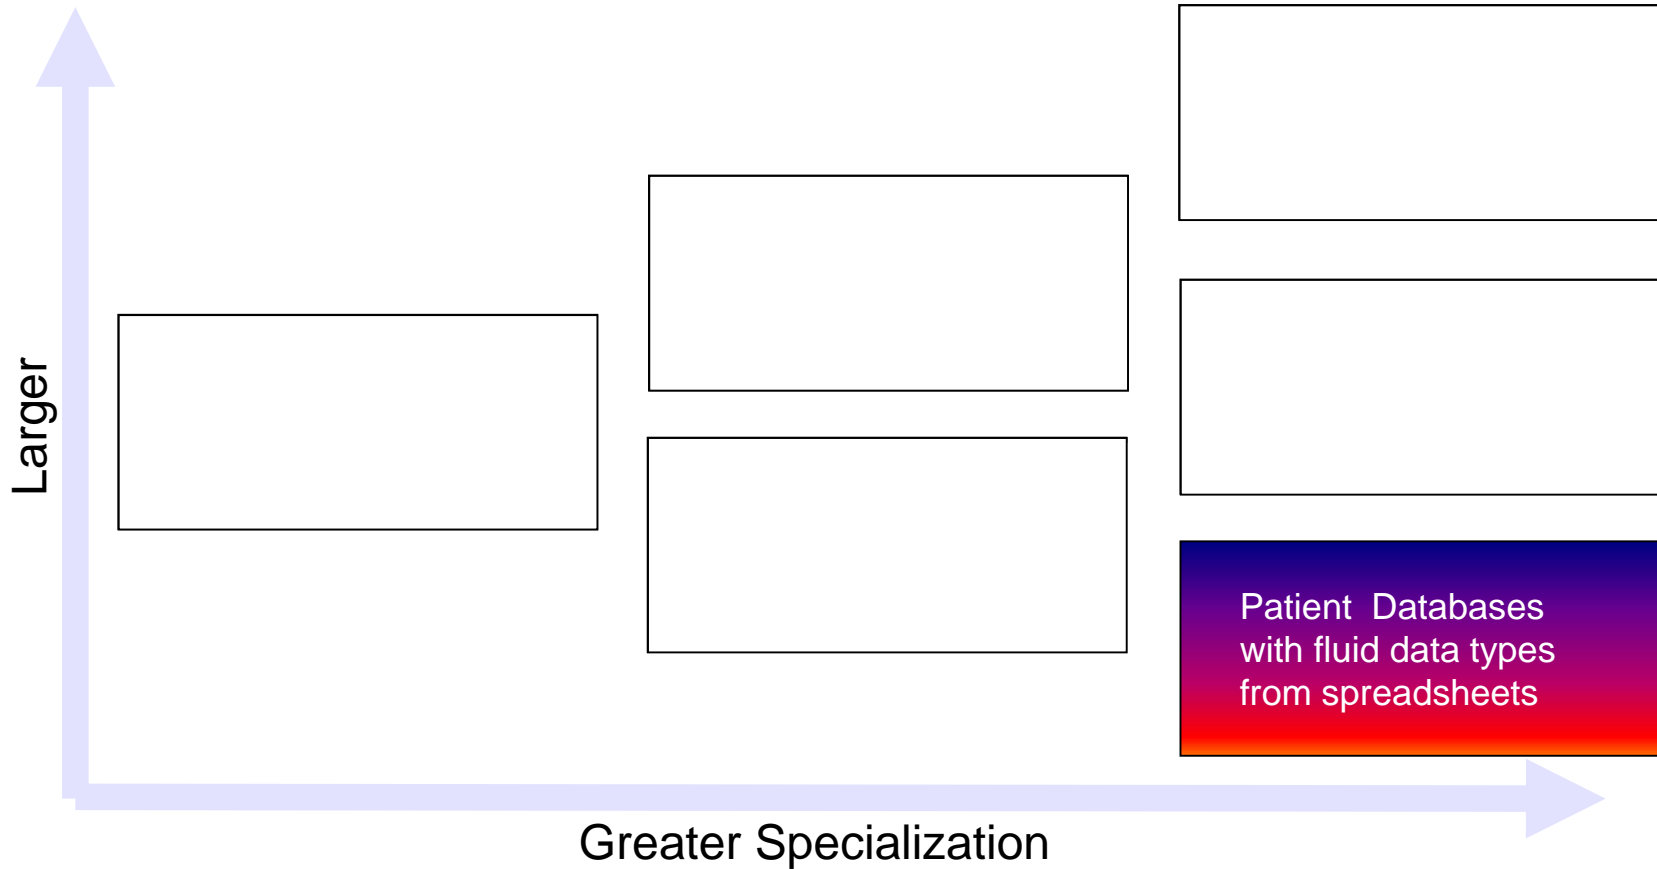 Larger
Patient  Databases
with fluid data types
from spreadsheets
Greater Specialization